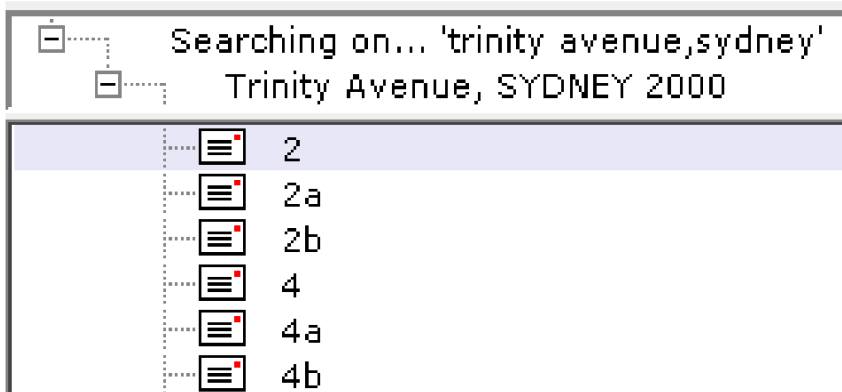 Searching on... 'trinity avenue,sydney'
Trinity Avenue, SYDNEY 2000
2
2a
2b
4
4a
4b